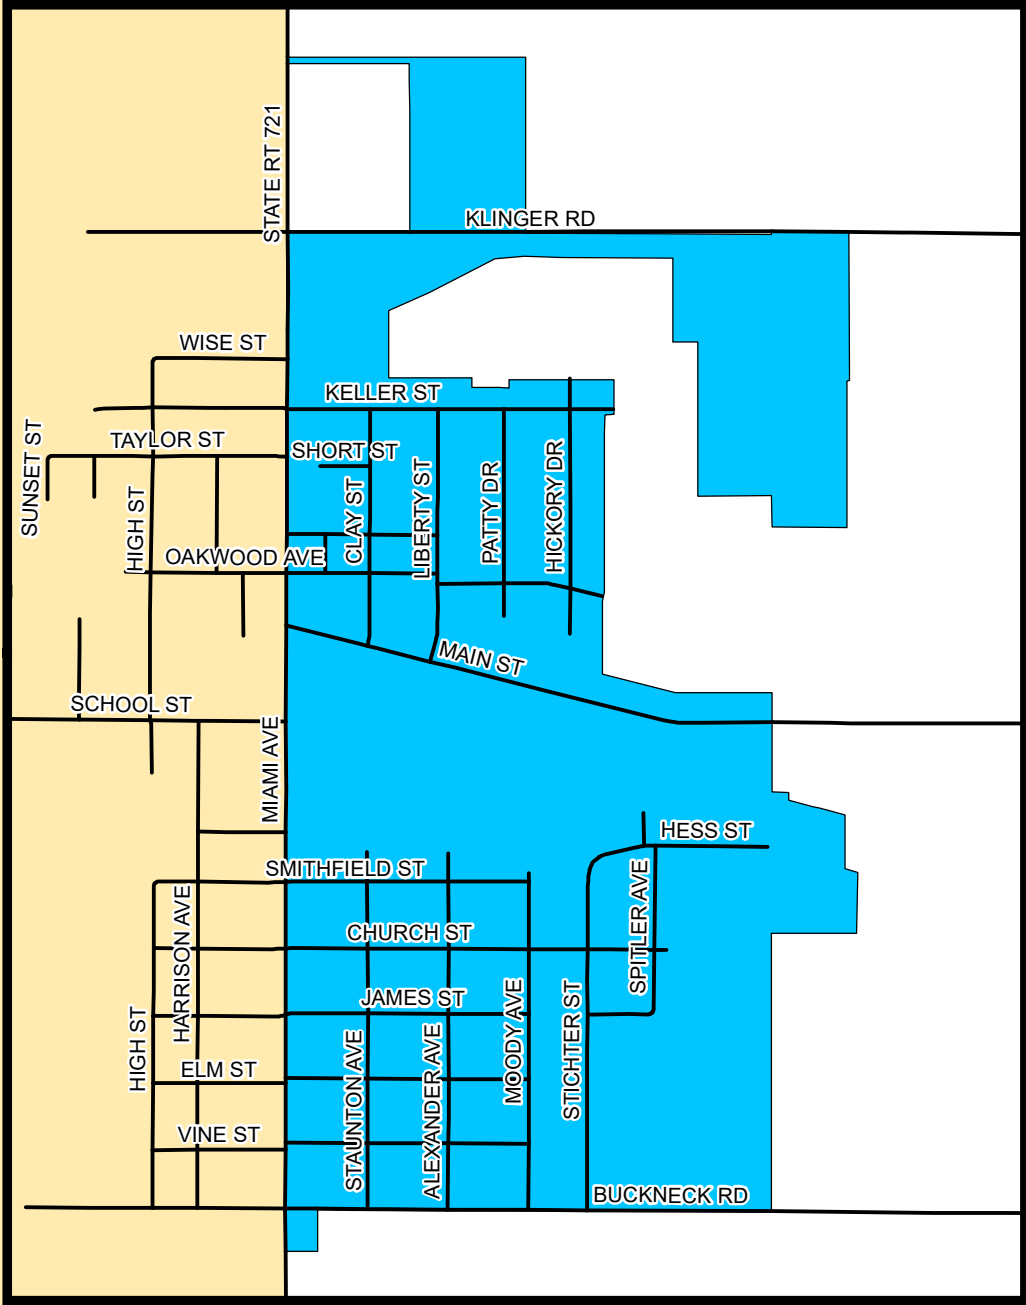 STATE RT 721
KLINGER RD
WISE ST
KELLER ST
TAYLOR ST
SHORT ST
SUNSET ST
HIGH ST
CLAY ST
LIBERTY ST
PATTY DR
HICKORY DR
OAKWOOD AVE
MAIN ST
SCHOOL ST
MIAMI AVE
HESS ST
SMITHFIELD ST
HARRISON AVE
SPITLER AVE
CHURCH ST
JAMES ST
MOODY AVE
STICHTER ST
HIGH ST
ELM ST
STAUNTON AVE
ALEXANDER AVE
VINE ST
BUCKNECK RD